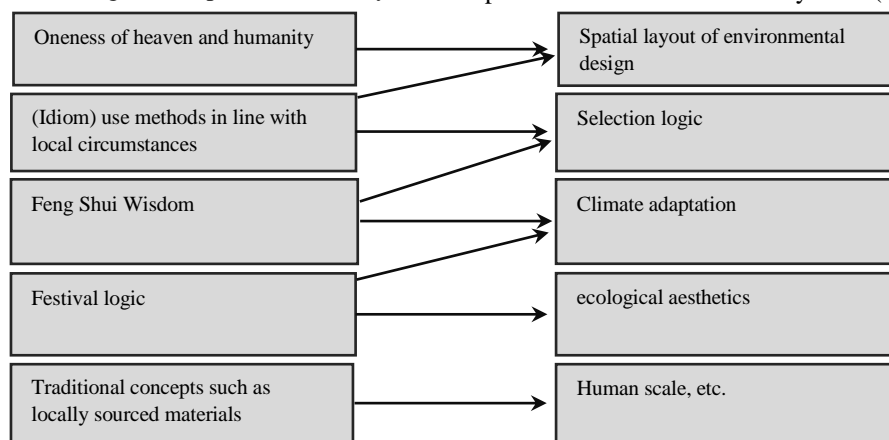 Oneness of heaven and humanity
Spatial layout of environmental
design
(Idiom) use methods in line with
local circumstances
Selection logic
Feng Shui Wisdom
Climate adaptation
Festival logic
ecological aesthetics
Traditional concepts such as
locally sourced materials
Human scale, etc.